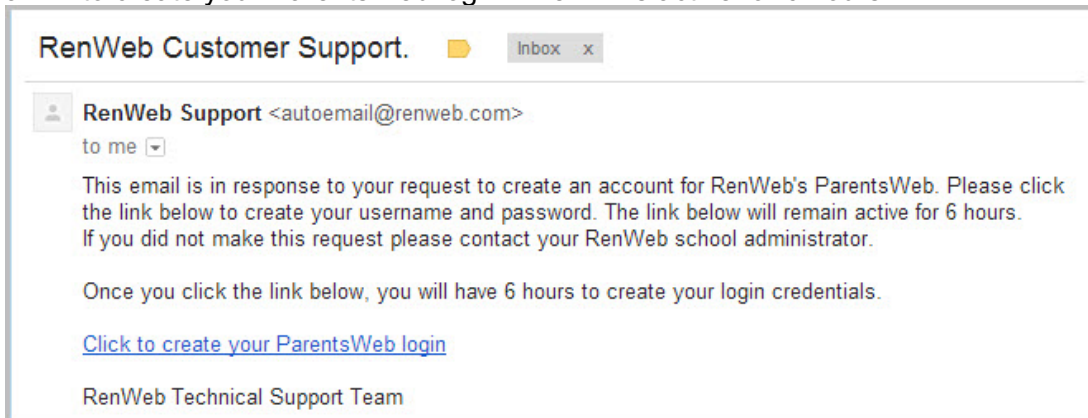 RenWeb Customer Support. Inbox x
RenWeb Support <autoemail@renweb.com>
to me
This email is in response to your request to create an account for RenWeb's ParentsWeb. Please click
the link below to create your username and password. The link below will remain active for 6 hours.
If you did not make this request please contact your RenWeb school administrator.
Once you click the link below, you will have 6 hours to create your login credentials.
Click to create your ParentsWeb login
RenWeb Technical Support Team